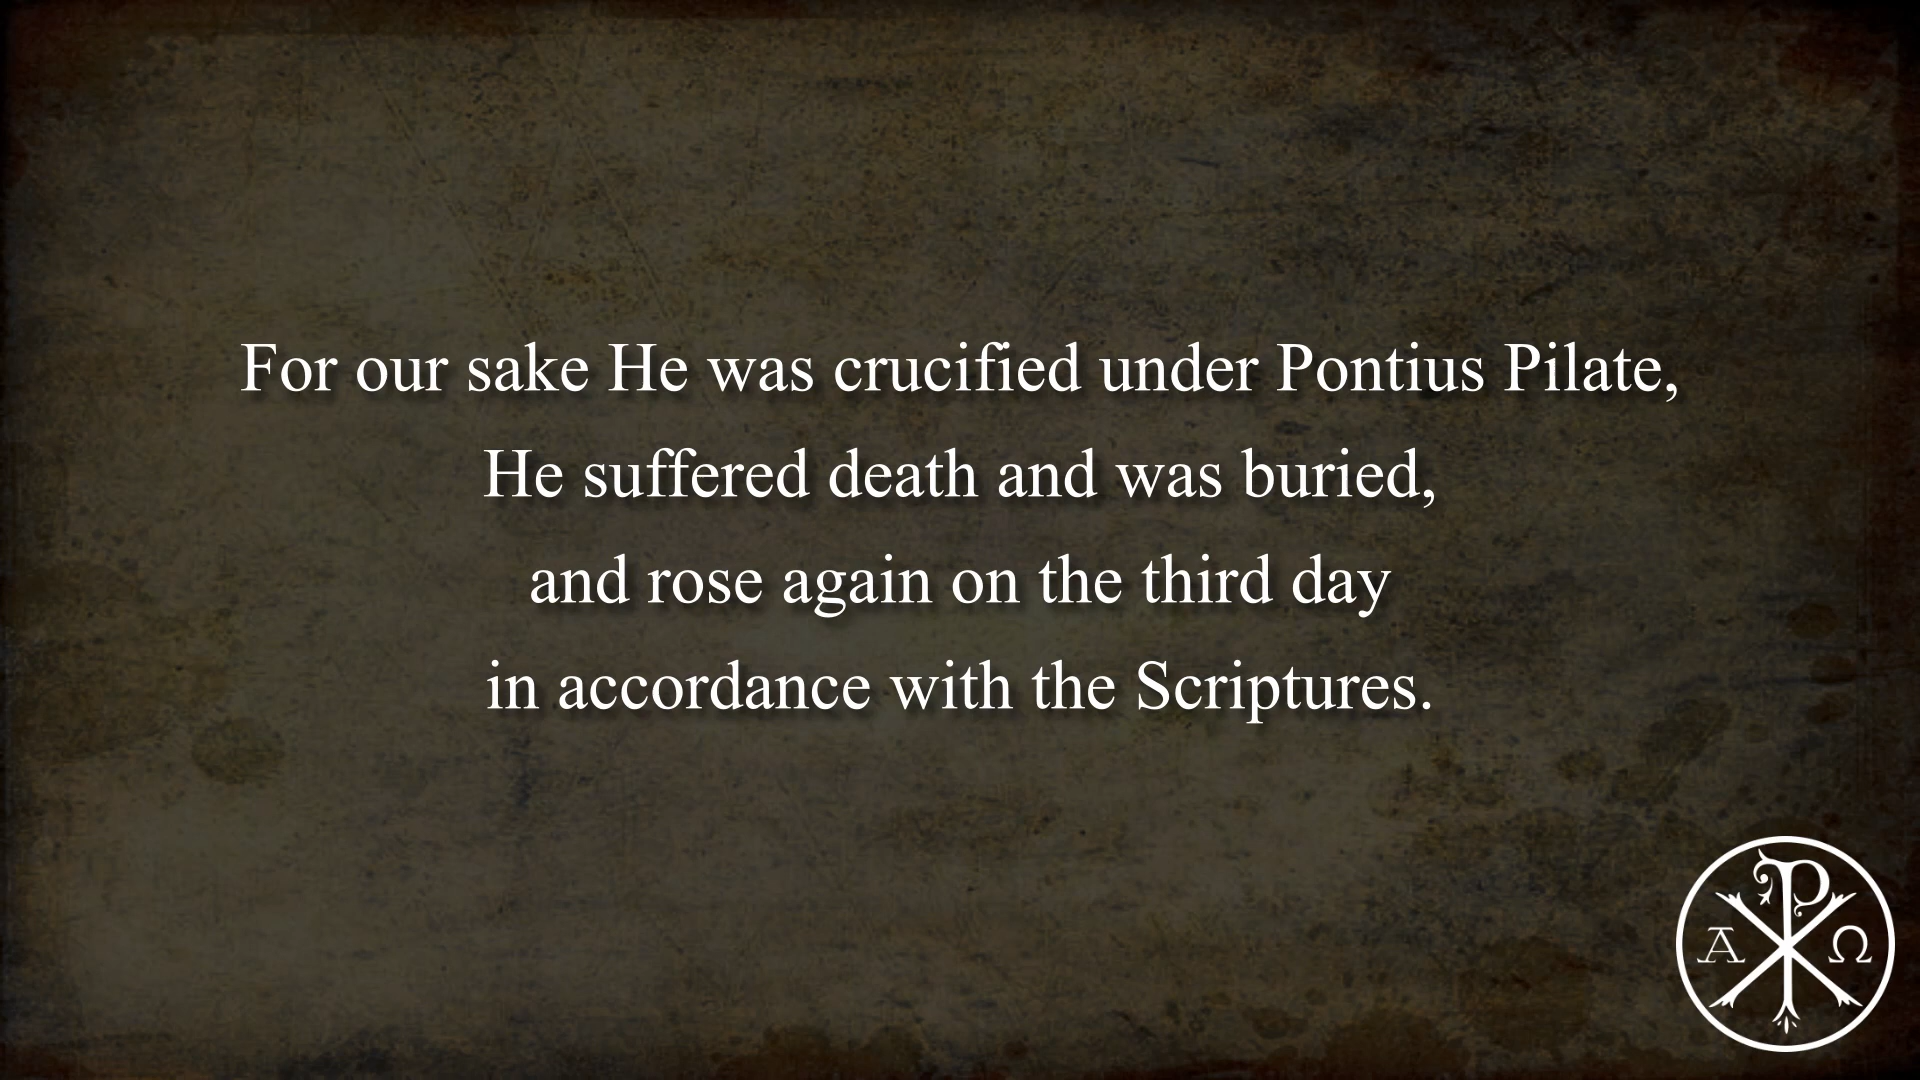 For our sake He was crucified under Pontius Pilate,
He suffered death and was buried,
and rose again on the third day
in accordance with the Scriptures.
Α Ω